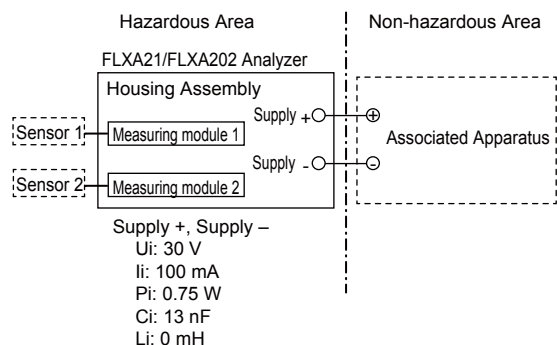 Hazardous Area
Non-hazardous Area
FLXA21/FLXA202 Analyzer
Housing Assembly
Supply +
Sensor 1
Measuring module 1
+
Associated Apparatus
Supply -
-
Sensor 2
Measuring module 2
Supply +, Supply –
Ui: 30 V
Ii: 100 mA
Pi: 0.75 W
Ci: 13 nF
Li: 0 mH